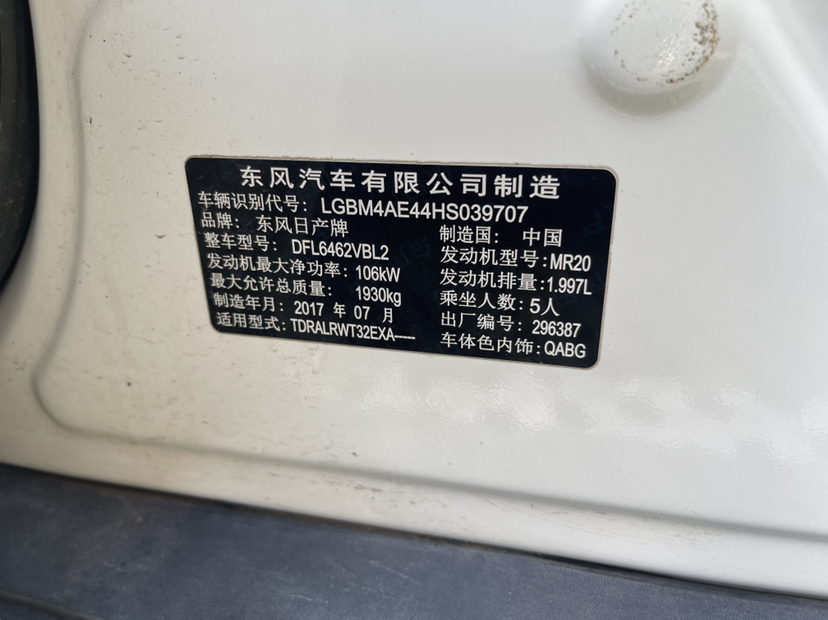 东风汽车有限公司制造
车辆识别代号: LGBM4AE44HS039707
品牌: 东风日产牌 制造国: 中国
整车型号: DFL6462VBL2 发动机型号: MR20
发动机最大净功率: 106kW 发动机排量: 1.997L
最大允许总质量: 1930kg 乘坐人数: 5人
制造年月: 2017 年 07 月 出厂编号: 296387
适用型式: TDRALRWT32EXA----- 车体色内饰: QABG